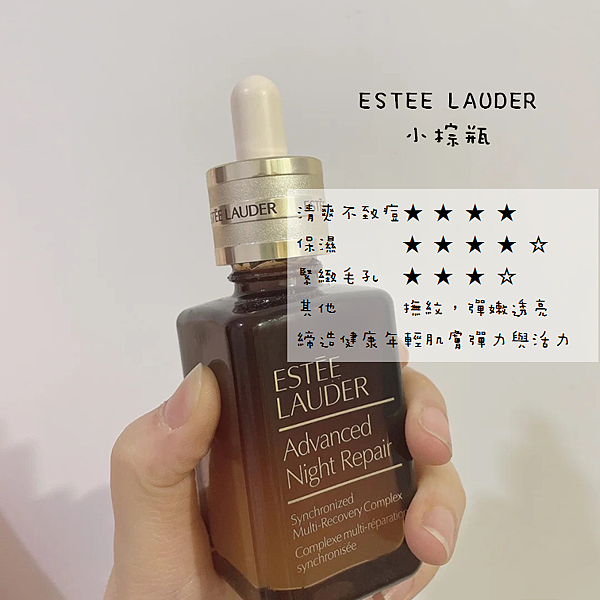 ESTEE LAUDER
小棕瓶
清爽不致痘★★★★
保濕 ★★★★☆
緊緻毛孔 ★★★☆
其他 撫紋，彈嫩透亮
締造健康年輕肌膚彈力與活力
ESTĒE LAUDER
ESTĒE
LAUDER
Advanced
Night Repair
Synchronized
Multi-Recovery Complex
Complexe multi-réparation
synchronisée